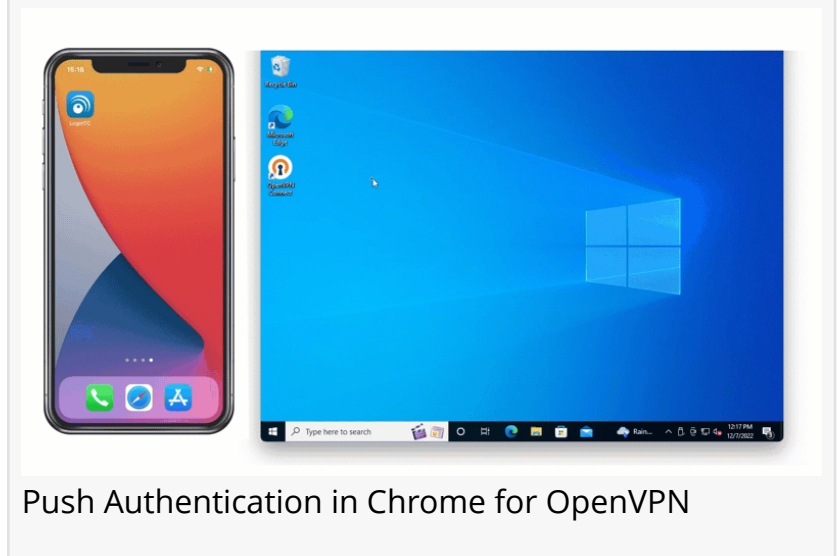 15:16
LoginTC
Recycle Bin
Microsoft
Edge
OpenVPN
Connect
Type here to search
Rain...
12:17 PM
12/7/2022
Push Authentication in Chrome for OpenVPN